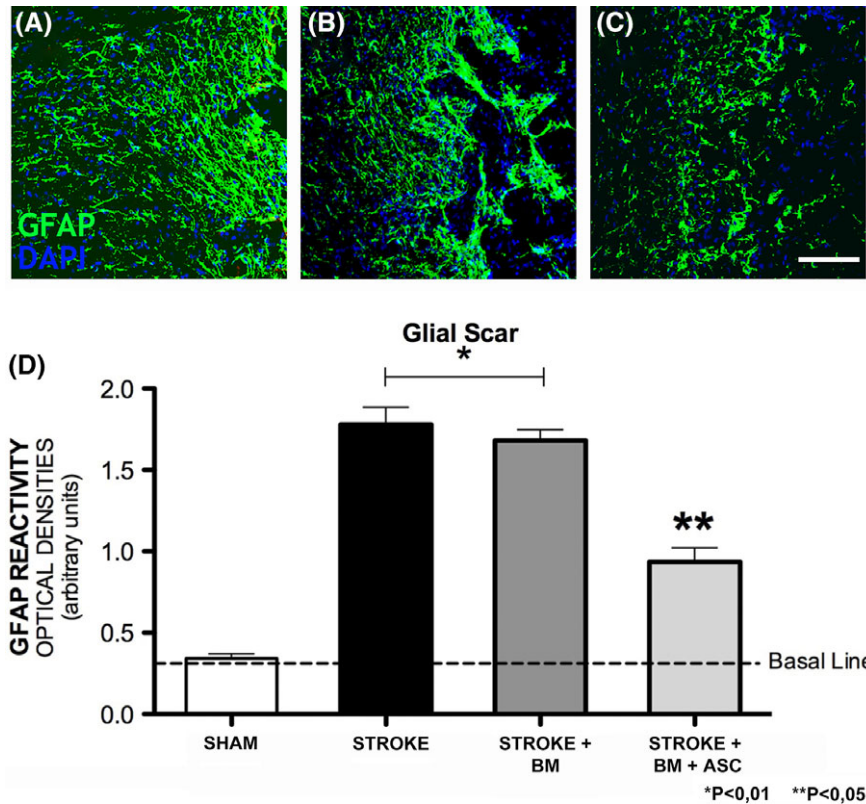 (A)
(B)
(C)
GFAP
DAPI
(D)
Glial Scar
*
GFAP REACTIVITY
OPTICAL DENSITIES
(arbitrary units)
2.0
1.5
1.0
0.5
0.0
**
Basal Line
SHAM
STROKE
STROKE +
BM
STROKE +
BM + ASC
*P<0,01 **P<0,05